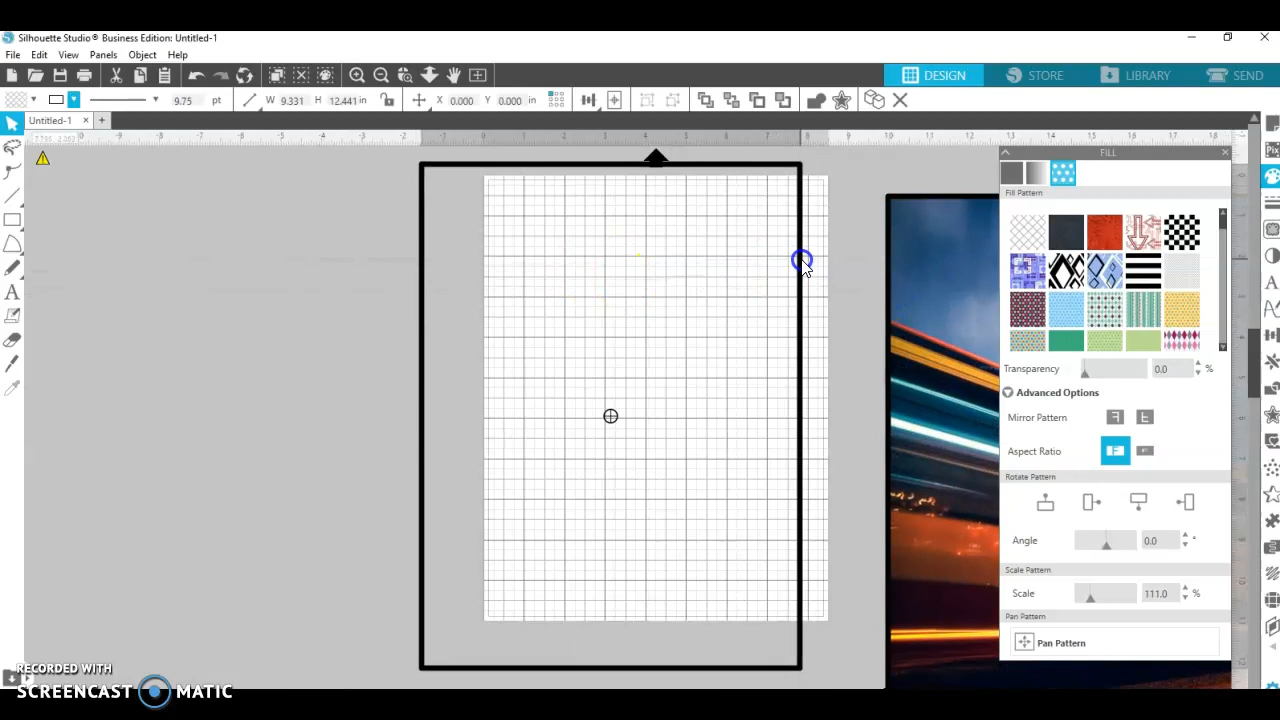 Silhouette Studio® Business Edition: Untitled-1
File Edit View Panels Object Help
DESIGN STORE LIBRARY SEND
9.75 pt W 9.331 H 12.441 in X 0.000 Y 0.000 in
Untitled-1 × +
FILL
Fill Pattern
Transparency 0.0 %
Advanced Options
Mirror Pattern
Aspect Ratio
Rotate Pattern
Angle 0.0 °
Scale Pattern
Scale 111.0 %
Pan Pattern
Pan Pattern
RECORDED WITH
SCREENCAST MATIC